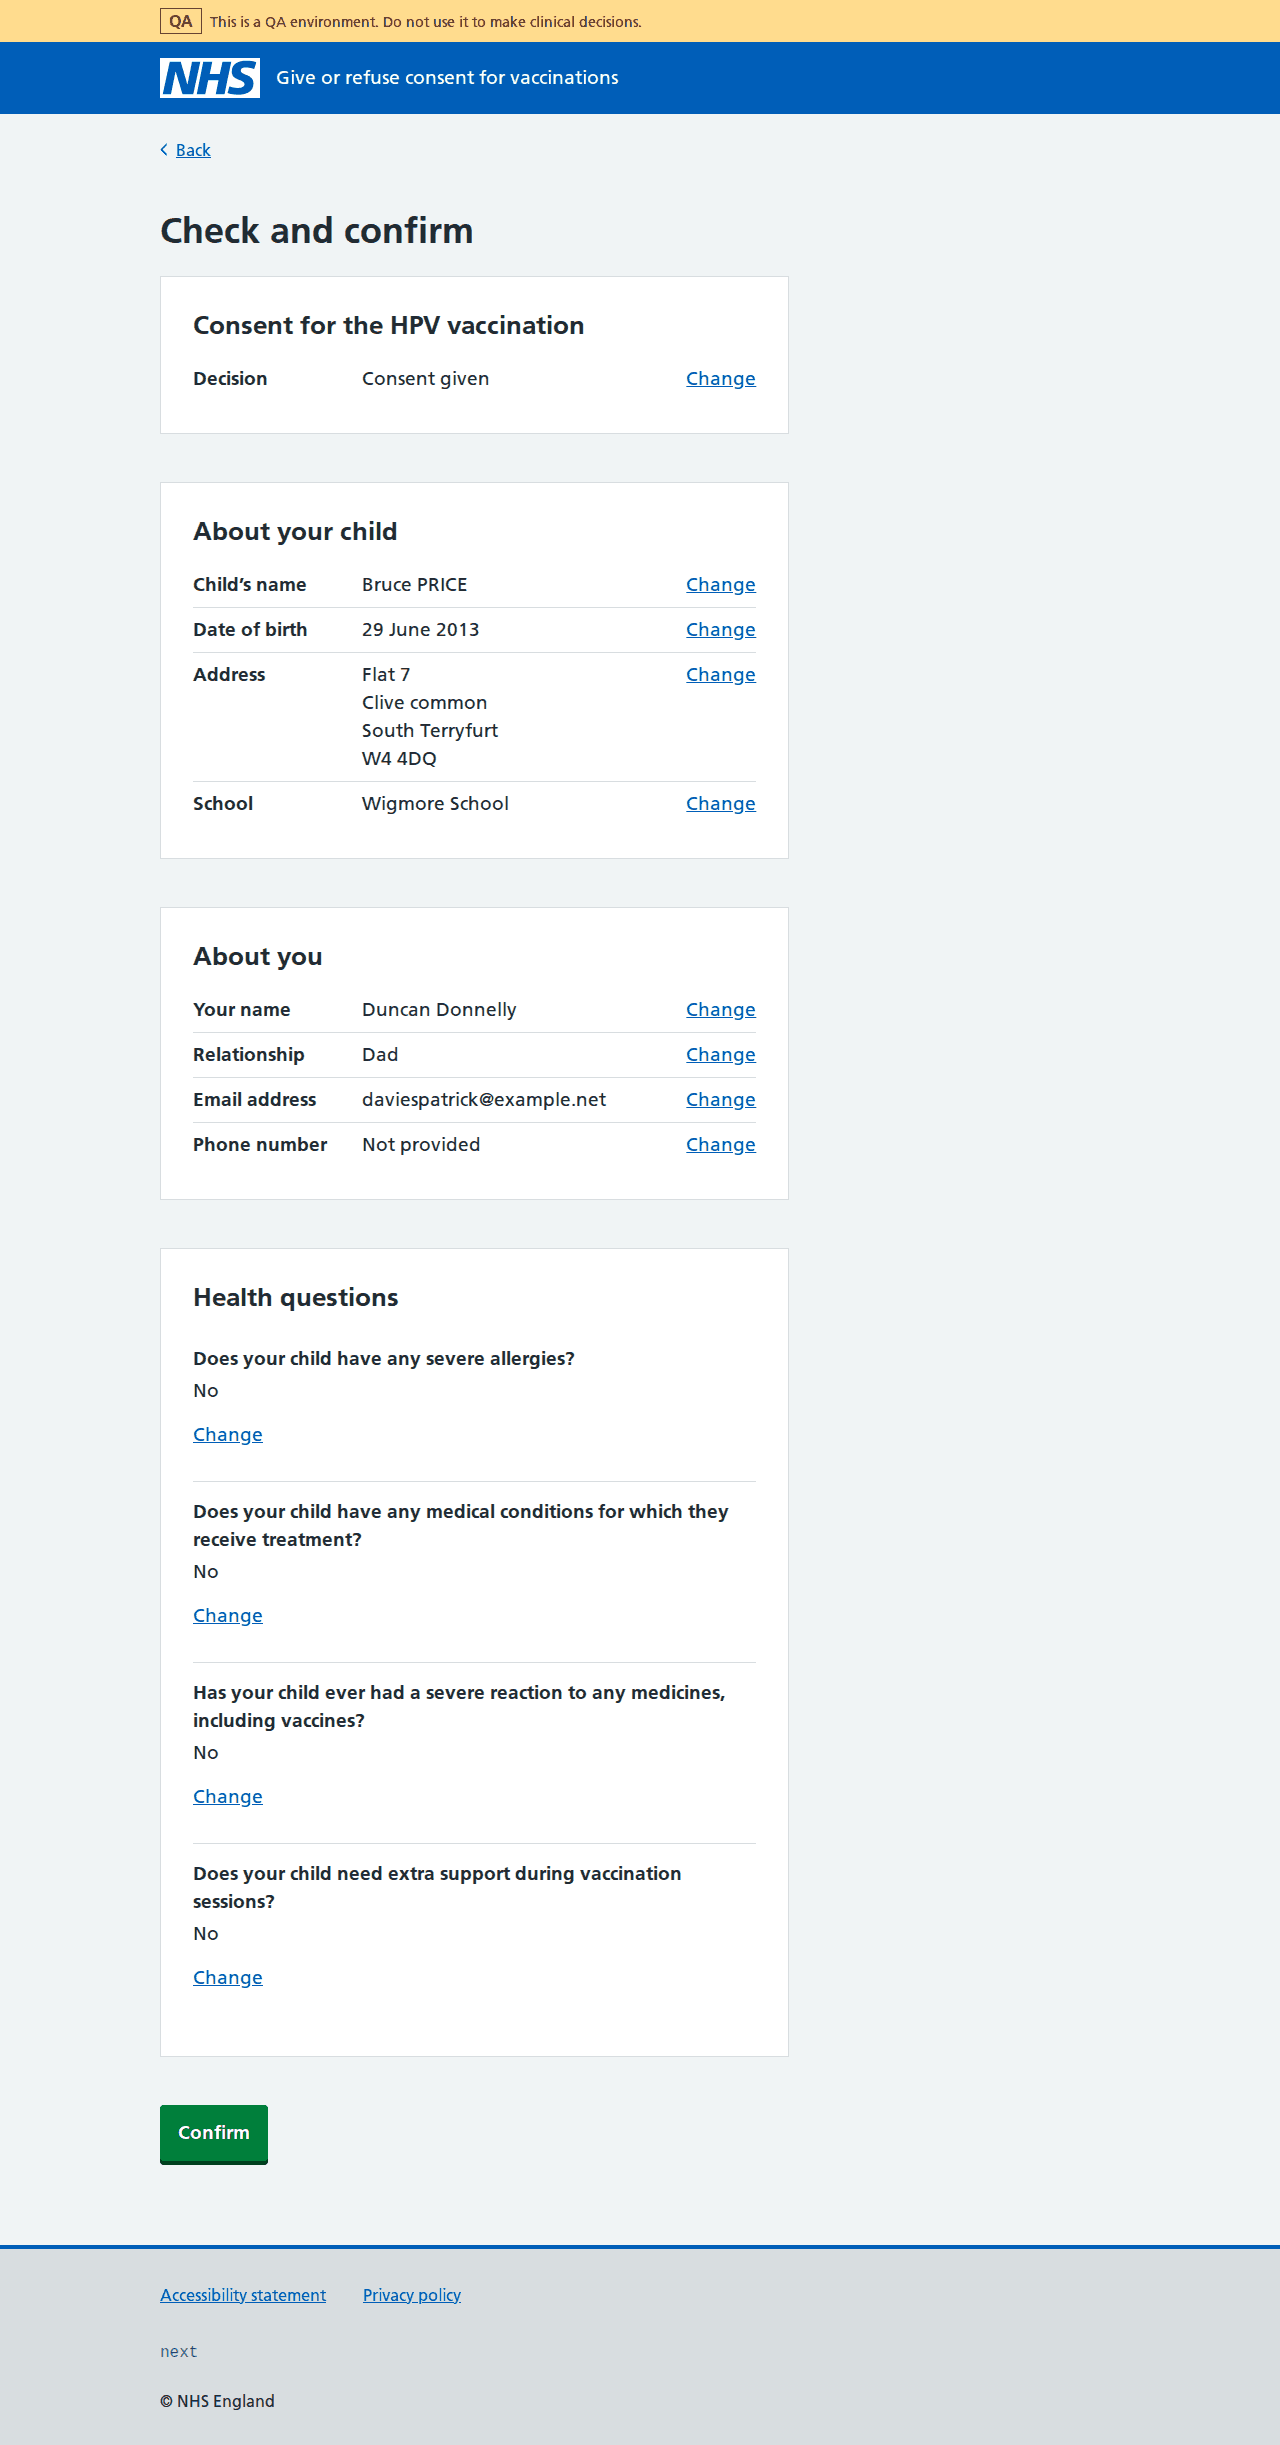 QA This is a QA environment. Do not use it to make clinical decisions.
NHS Give or refuse consent for vaccinations
Back
Check and confirm
Consent for the HPV vaccination
Decision Consent given Change
About your child
Child’s name Bruce PRICE Change
Date of birth 29 June 2013 Change
Address Flat 7 Change
Clive common
South Terryfurt
W4 4DQ
School Wigmore School Change
About you
Your name Duncan Donnelly Change
Relationship Dad Change
Email address daviespatrick@example.net Change
Phone number Not provided Change
Health questions
Does your child have any severe allergies?
No
Change
Does your child have any medical conditions for which they
receive treatment?
No
Change
Has your child ever had a severe reaction to any medicines,
including vaccines?
No
Change
Does your child need extra support during vaccination
sessions?
No
Change
Confirm
Accessibility statement Privacy policy
next
© NHS England